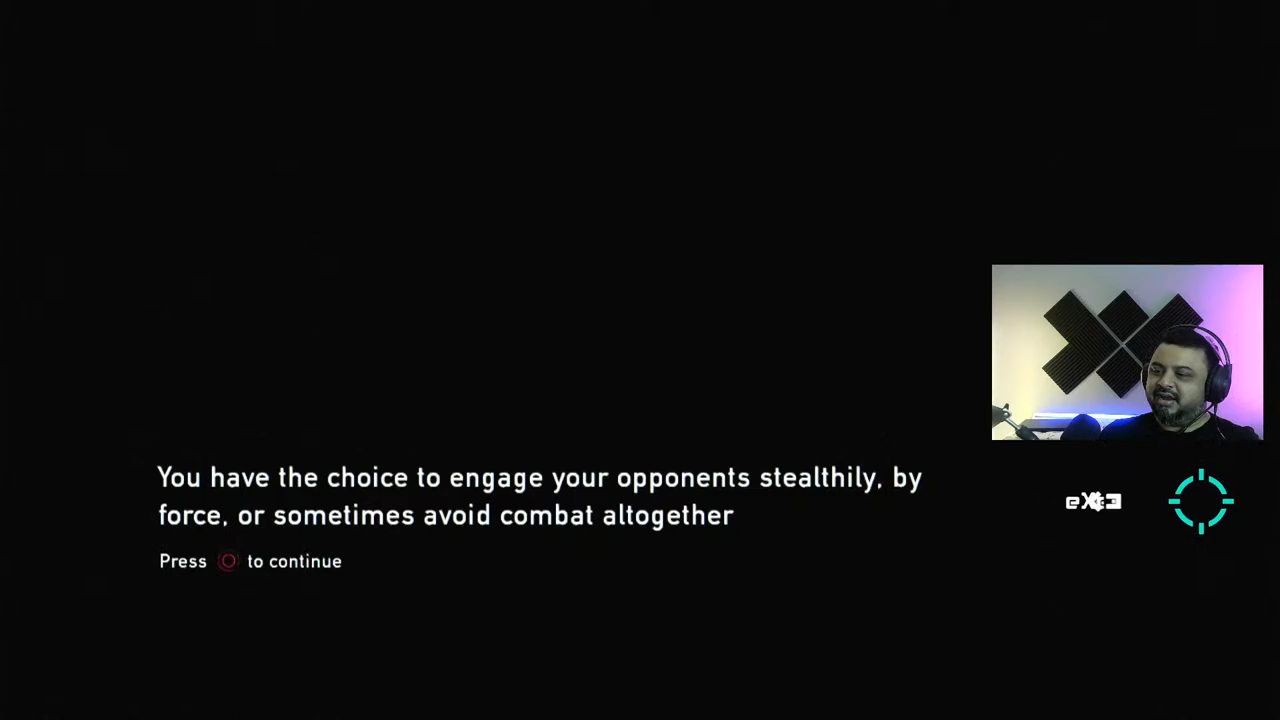 You have the choice to engage your opponents stealthily, by
force, or sometimes avoid combat altogether
Press to continue